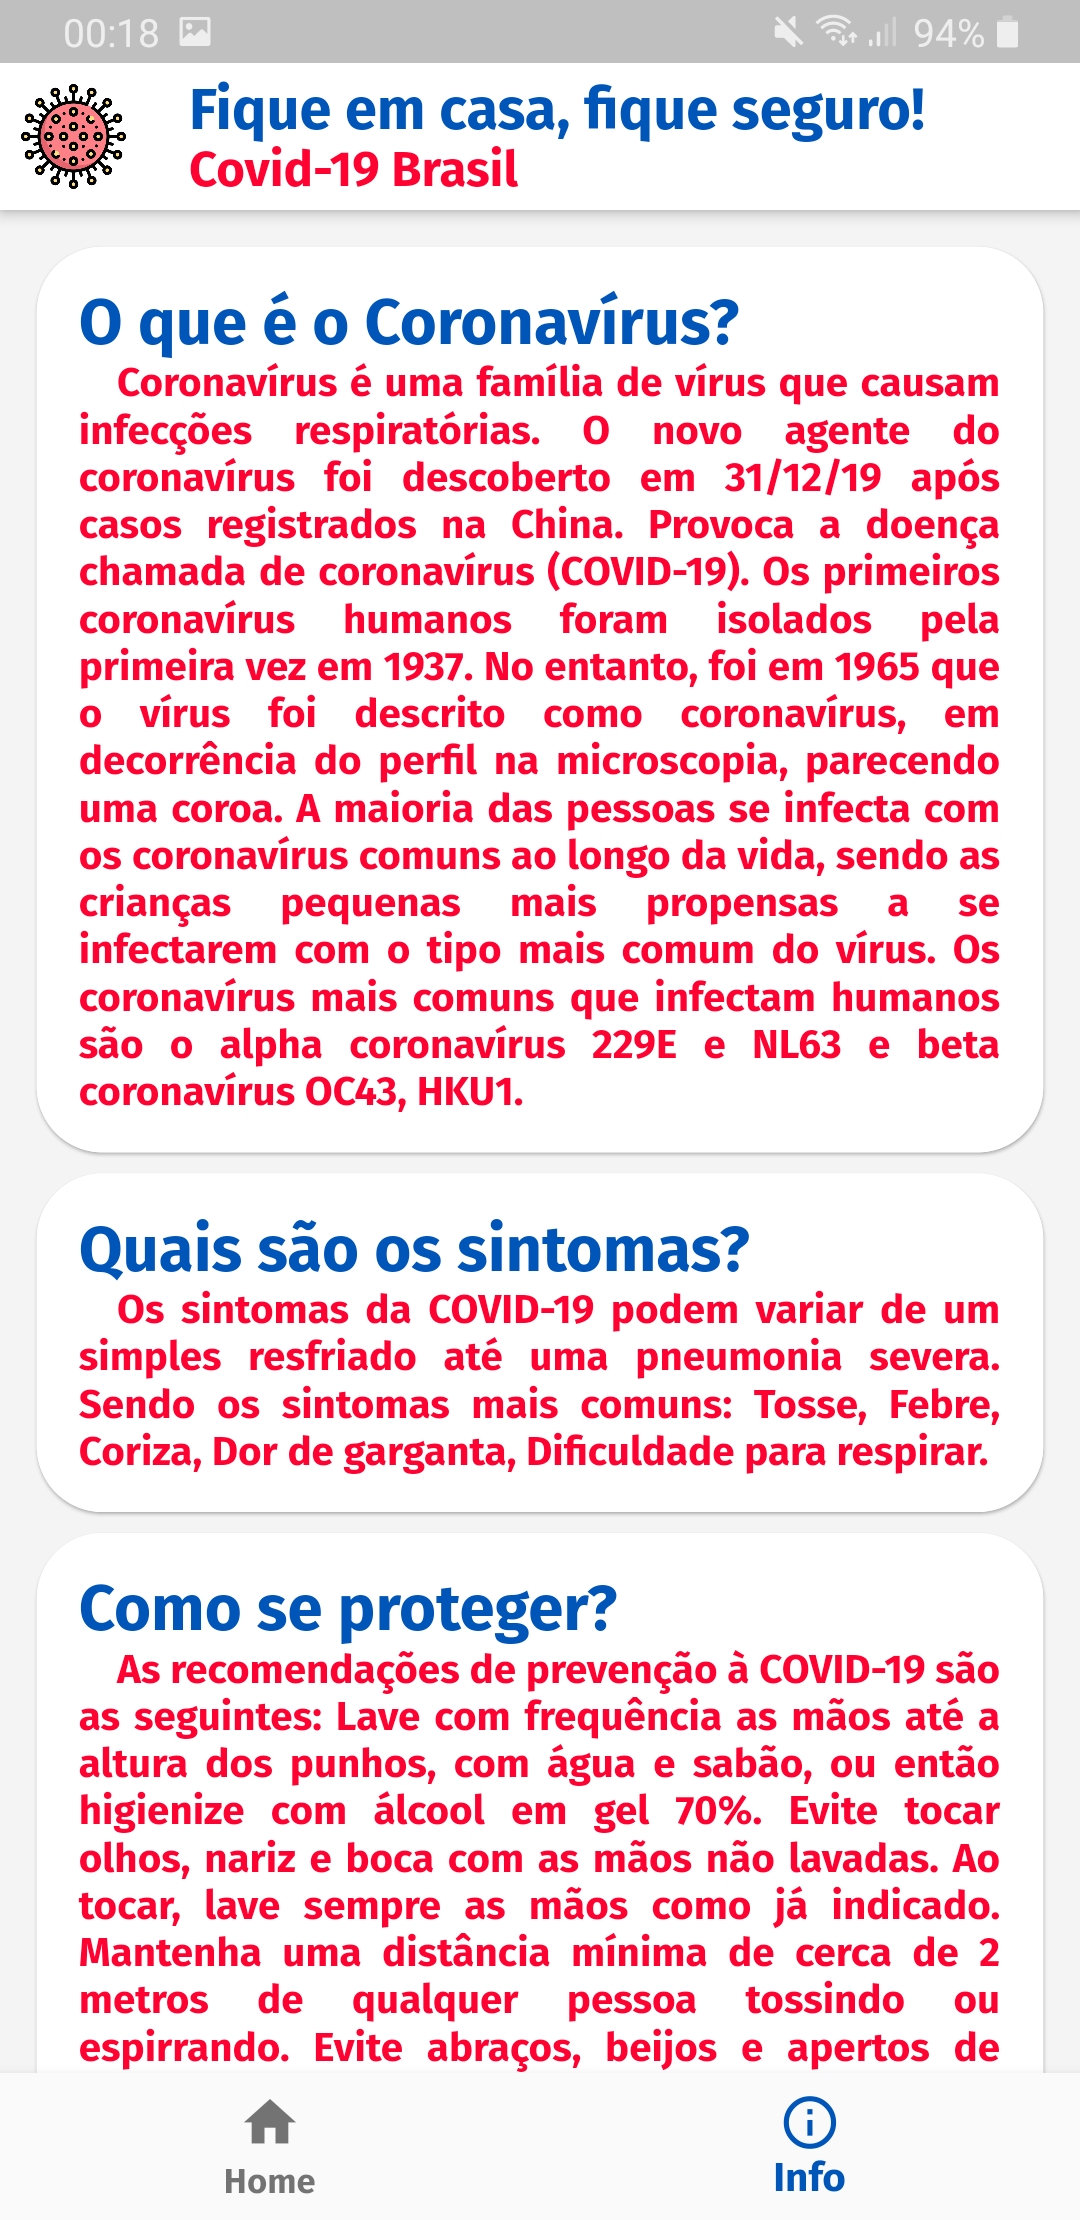 00:18
94%
Fique em casa, fique seguro!
Covid-19 Brasil
O que é o Coronavírus?
Coronavírus é uma família de vírus que causam
infecções respiratórias. O novo agente do
coronavírus foi descoberto em 31/12/19 após
casos registrados na China. Provoca a doença
chamada de coronavírus (COVID-19). Os primeiros
coronavírus humanos foram isolados pela
primeira vez em 1937. No entanto, foi em 1965 que
o vírus foi descrito como coronavírus, em
decorrência do perfil na microscopia, parecendo
uma coroa. A maioria das pessoas se infecta com
os coronavírus comuns ao longo da vida, sendo as
crianças pequenas mais propensas a se
infectarem com o tipo mais comum do vírus. Os
coronavírus mais comuns que infectam humanos
são o alpha coronavírus 229E e NL63 e beta
coronavírus OC43, HKU1.
Quais são os sintomas?
Os sintomas da COVID-19 podem variar de um
simples resfriado até uma pneumonia severa.
Sendo os sintomas mais comuns: Tosse, Febre,
Coriza, Dor de garganta, Dificuldade para respirar.
Como se proteger?
As recomendações de prevenção à COVID-19 são
as seguintes: Lave com frequência as mãos até a
altura dos punhos, com água e sabão, ou então
higienize com álcool em gel 70%. Evite tocar
olhos, nariz e boca com as mãos não lavadas. Ao
tocar, lave sempre as mãos como já indicado.
Mantenha uma distância mínima de cerca de 2
metros de qualquer pessoa tossindo ou
espirrando. Evite abraços, beijos e apertos de
Home
Info